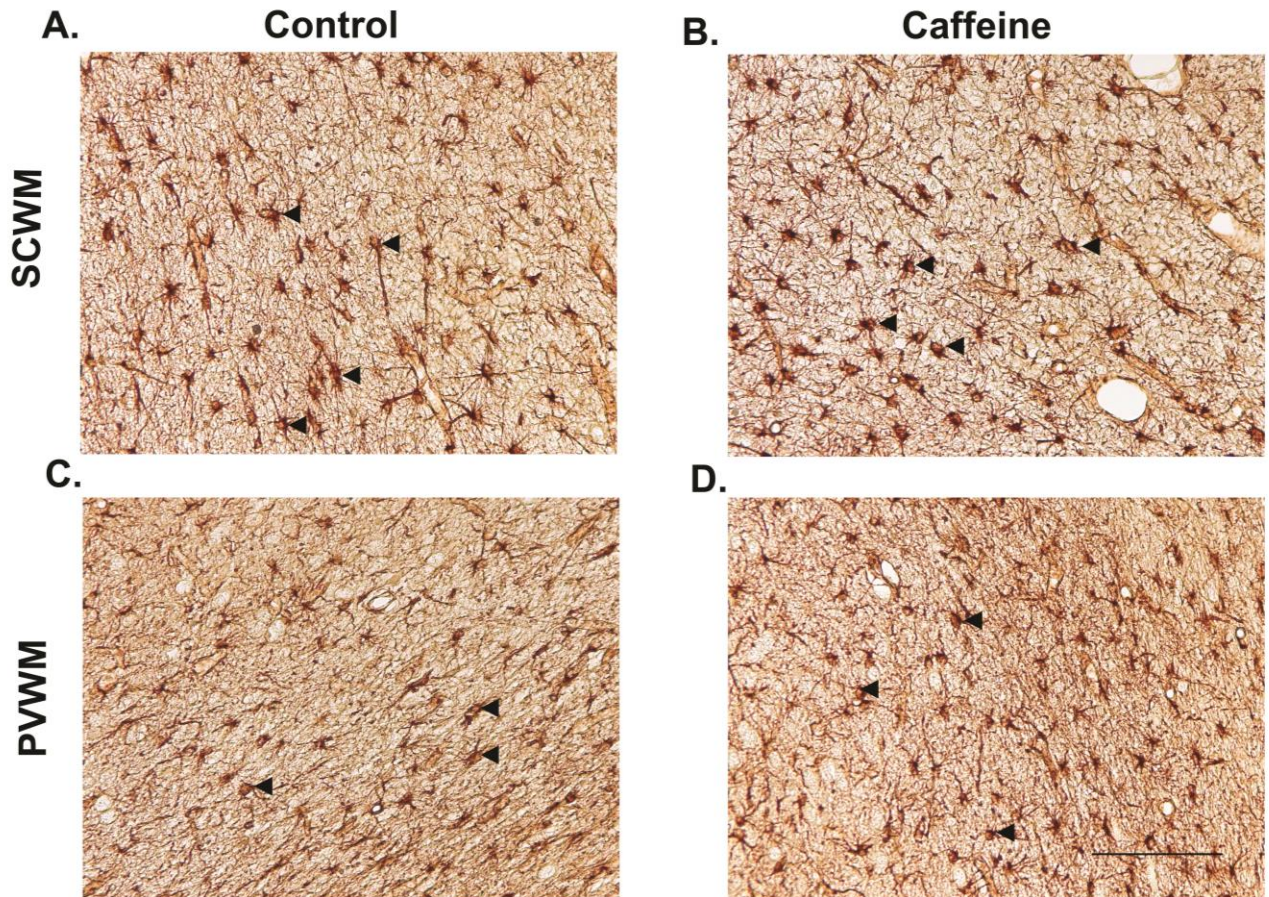 A. Control
B. Caffeine
SCWM
C.
D.
PVWM